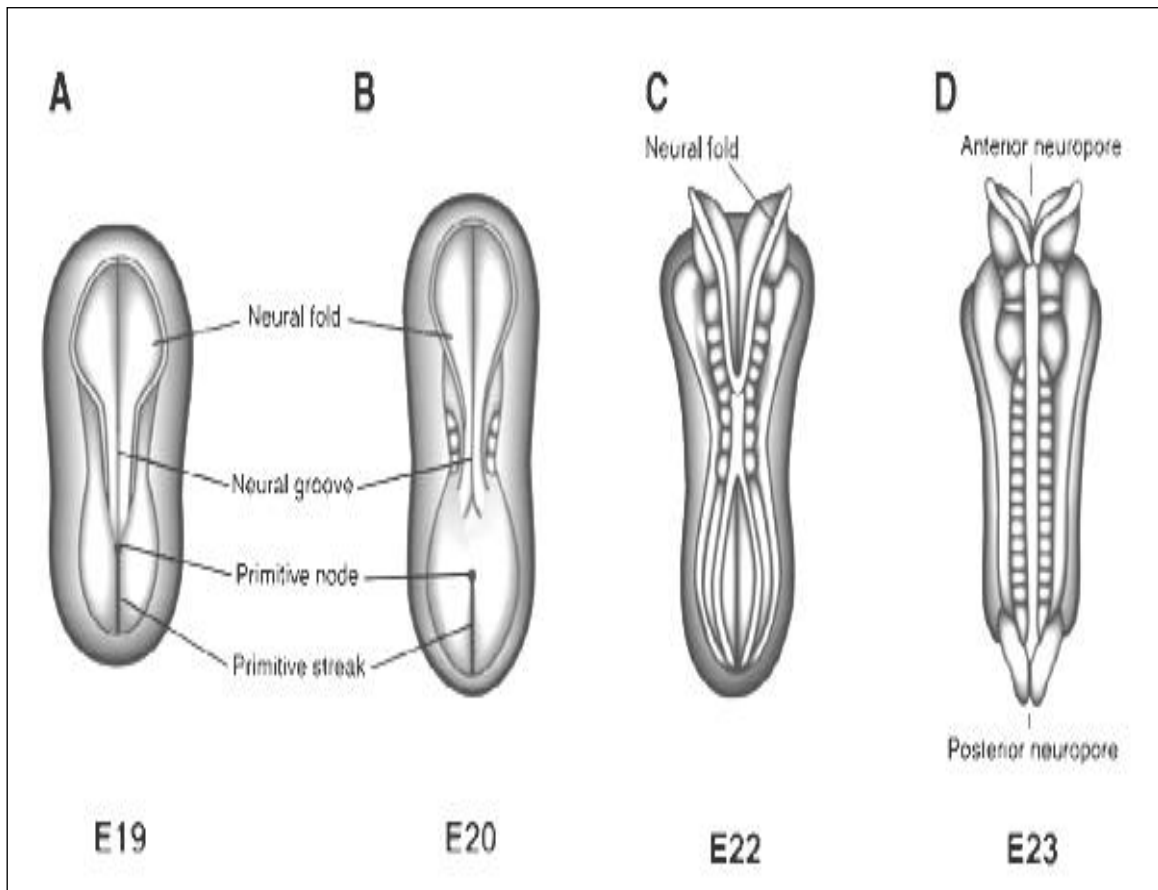 A
B
C
D
Neural fold
Anterior neuropore
Neural fold
Neural groove
Primitive node
Primitive streak
Posterior neuropore
E19
E20
E22
E23